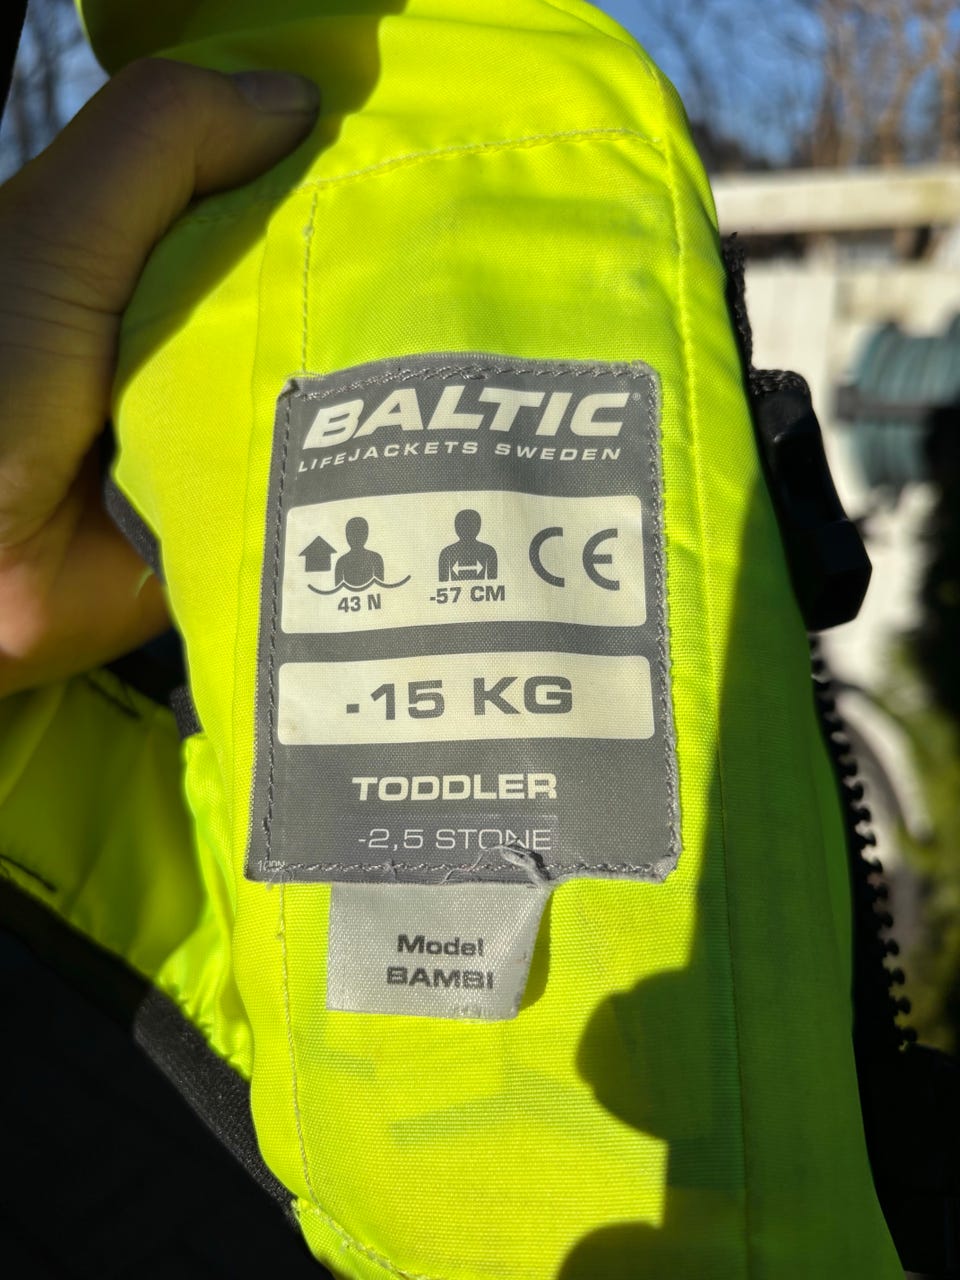 BALTIC®
LIFEJACKETS SWEDEN
43 N
-57 CM
CE
-15 KG
TODDLER
-2,5 STONE
Model
BAMBI